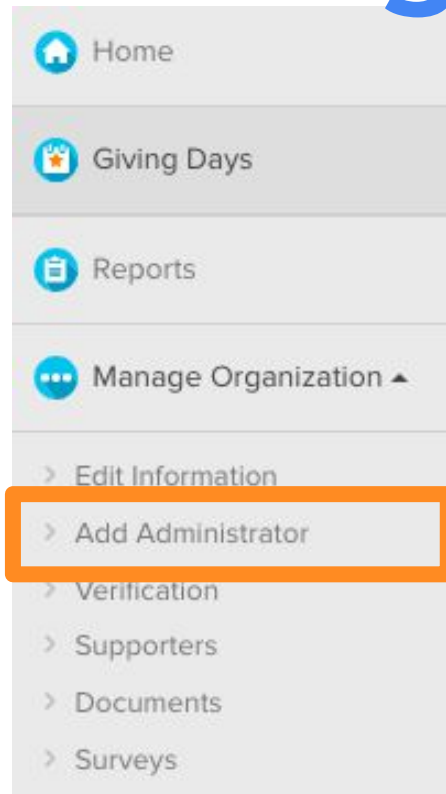 Home
Giving Days
Reports
Manage Organization
Edit Information
Add Administrator
Verification
Supporters
Documents
Surveys